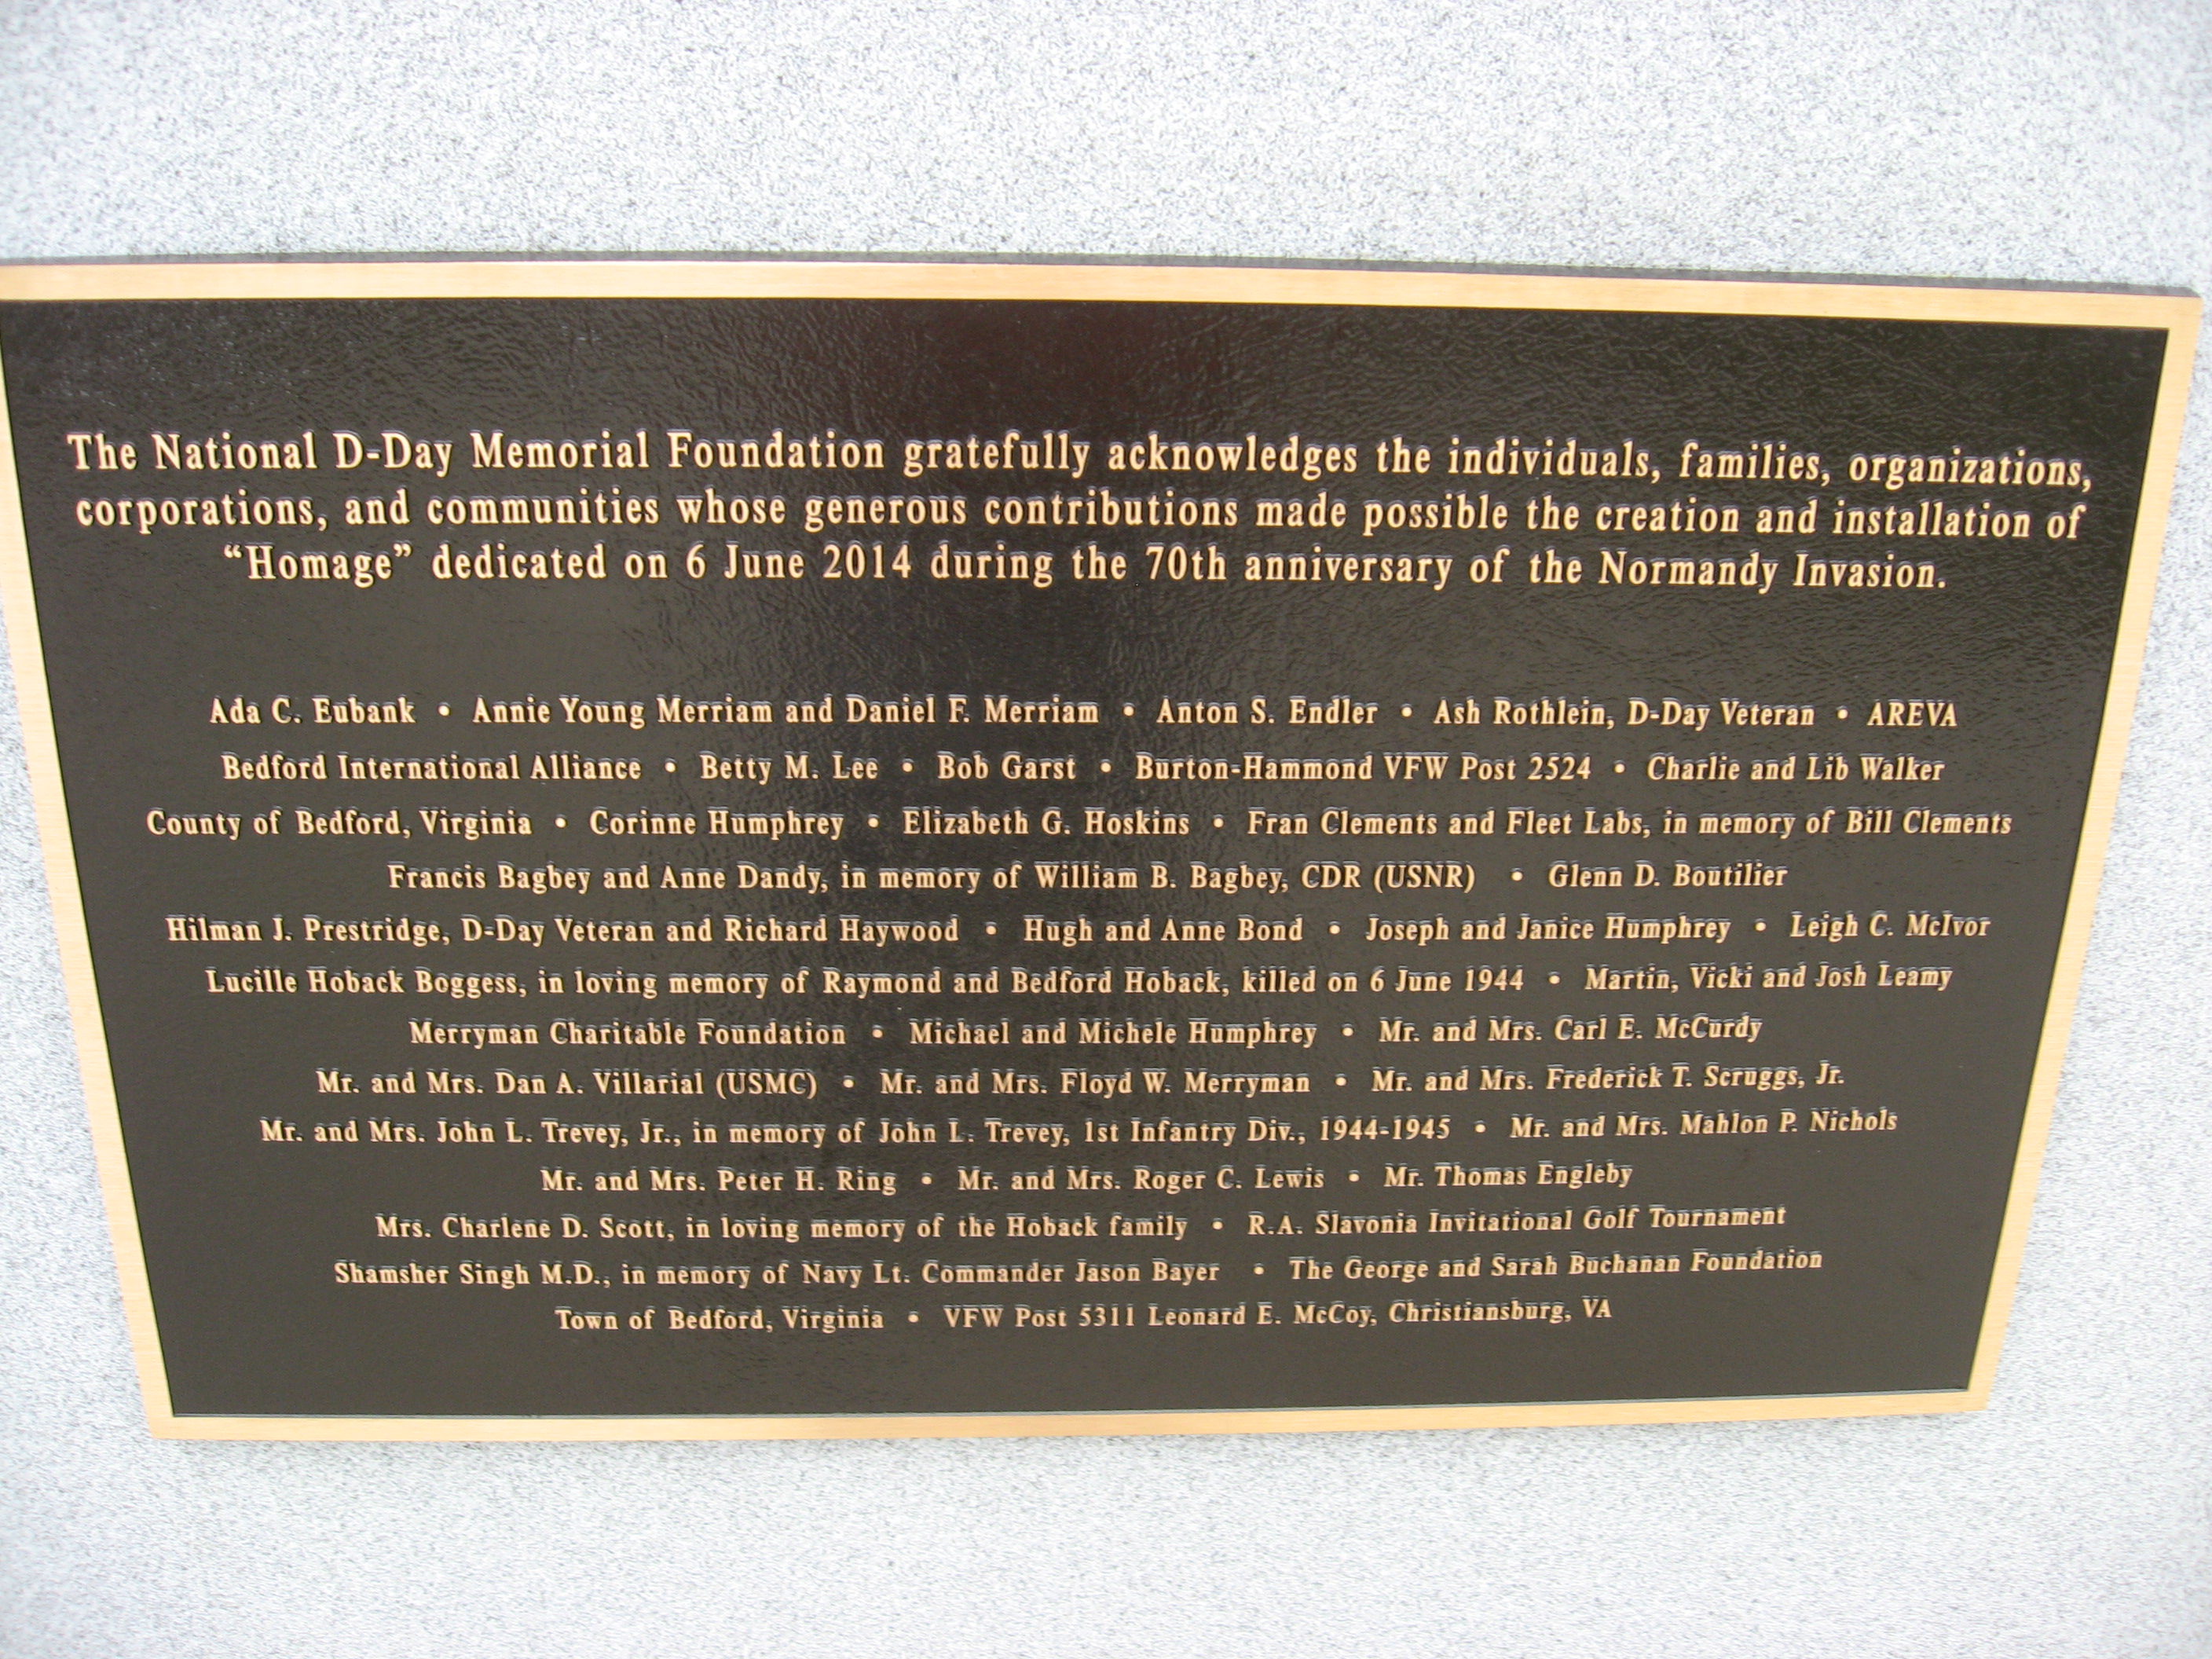 The National D-Day Memorial Foundation gratefully acknowledges the individuals, families, organizations,
corporations, and communities whose generous contributions made possible the creation and installation of
“Homage” dedicated on 6 June 2014 during the 70th anniversary of the Normandy Invasion.
Ada C. Eubank • Annie Young Merriam and Daniel F. Merriam • Anton S. Endler • Ash Rothlein, D-Day Veteran • AREVA
Bedford International Alliance • Betty M. Lee • Bob Garst • Burton-Hammond VFW Post 2524 • Charlie and Lib Walker
County of Bedford, Virginia • Corinne Humphrey • Elizabeth G. Hoskins • Fran Clements and Fleet Labs, in memory of Bill Clements
Francis Bagbey and Anne Dandy, in memory of William B. Bagbey, CDR (USNR) • Glenn D. Boutilier
Hilman J. Prestridge, D-Day Veteran and Richard Haywood • Hugh and Anne Bond • Joseph and Janice Humphrey • Leigh C. McIvor
Lucille Hoback Boggess, in loving memory of Raymond and Bedford Hoback, killed on 6 June 1944 • Martin, Vicki and Josh Leamy
Merryman Charitable Foundation • Michael and Michele Humphrey • Mr. and Mrs. Carl E. McCurdy
Mr. and Mrs. Dan A. Villarial (USMC) • Mr. and Mrs. Floyd W. Merryman • Mr. and Mrs. Frederick T. Scruggs, Jr.
Mr. and Mrs. John L. Trevey, Jr., in memory of John L. Trevey, 1st Infantry Div., 1944-1945 • Mr. and Mrs. Mahlon P. Nichols
Mr. and Mrs. Peter H. Ring • Mr. and Mrs. Roger C. Lewis • Mr. Thomas Engleby
Mrs. Charlene D. Scott, in loving memory of the Hoback family • R.A. Slavonia Invitational Golf Tournament
Shamsher Singh M.D., in memory of Navy Lt. Commander Jason Bayer • The George and Sarah Buchanan Foundation
Town of Bedford, Virginia • VFW Post 5311 Leonard E. McCoy, Christiansburg, VA